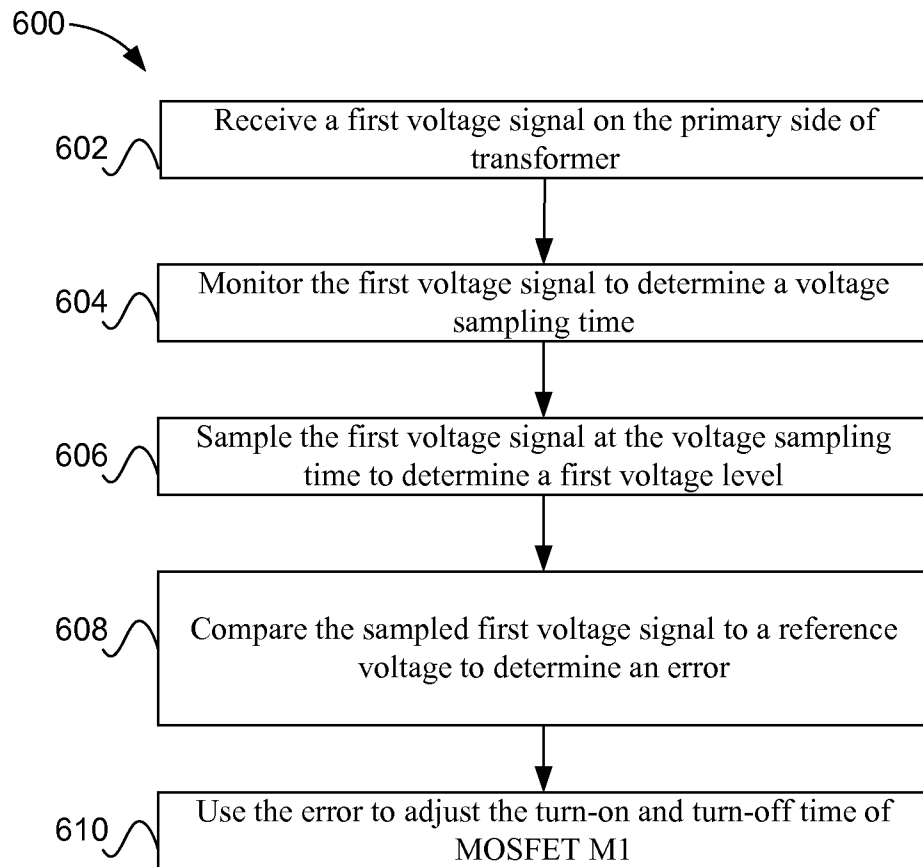 600
602
Receive a first voltage signal on the primary side of
transformer
604
Monitor the first voltage signal to determine a voltage
sampling time
606
Sample the first voltage signal at the voltage sampling
time to determine a first voltage level
608
Compare the sampled first voltage signal to a reference
voltage to determine an error
610
Use the error to adjust the turn-on and turn-off time of
MOSFET M1